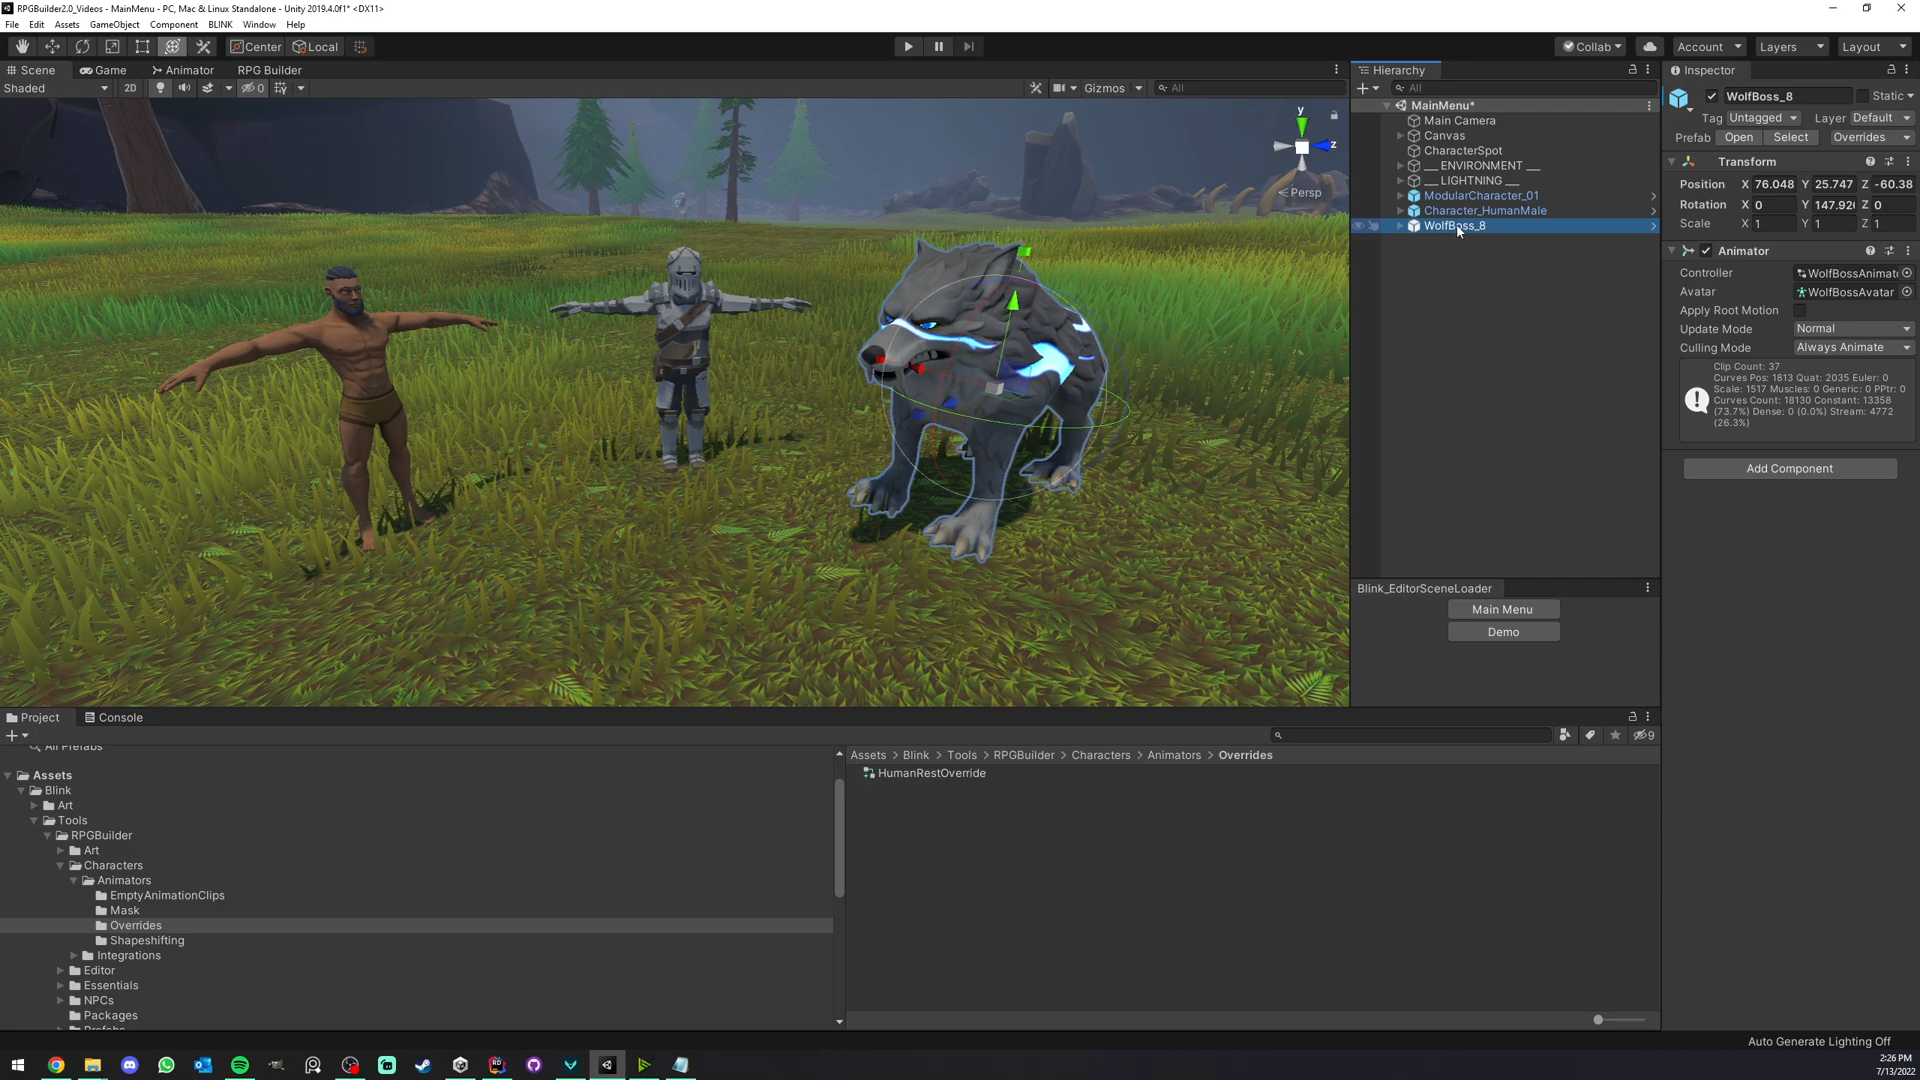 RPGBuilder2.0_Videos - MainMenu - PC, Mac & Linux Standalone - Unity 2019.4.0f1* <DX11>
File Edit Assets GameObject Component BLINK Window Help
Center Local
Collab Account Layers Layout
Scene Game Animator RPG Builder
Shaded 2D 0 Gizmos All
y
z
< Persp
Hierarchy
All
MainMenu*
Main Camera
Canvas
CharacterSpot
___ENVIRONMENT ___
___LIGHTNING ___
ModularCharacter_01
Character_HumanMale
WolfBoss_8
Blink_EditorSceneLoader
Main Menu
Demo
Inspector
WolfBoss_8 Static
Tag Untagged Layer Default
Prefab Open Select Overrides
Transform
Position X 76.048 Y 25.747 Z -60.38
Rotation X 0 Y 147.92 Z 0
Scale X 1 Y 1 Z 1
Animator
Controller WolfBossAnimat
Avatar WolfBossAvatar
Apply Root Motion
Update Mode Normal
Culling Mode Always Animate
Clip Count: 37
Curves Pos: 1813 Quat: 2035 Euler: 0
Scale: 1517 Muscles: 0 Generic: 0 PPtr: 0
Curves Count: 18130 Constant: 13358
(73.7%) Dense: 0 (0.0%) Stream: 4772
(26.3%)
Add Component
Project Console
9
All Prefabs
Assets
Blink
Art
Tools
RPGBuilder
Art
Characters
Animators
EmptyAnimationClips
Mask
Overrides
Shapeshifting
Integrations
Editor
Essentials
NPCs
Packages
Prefabs
Assets > Blink > Tools > RPGBuilder > Characters > Animators > Overrides
HumanRestOverride
Auto Generate Lighting Off
2:26 PM
7/13/2022